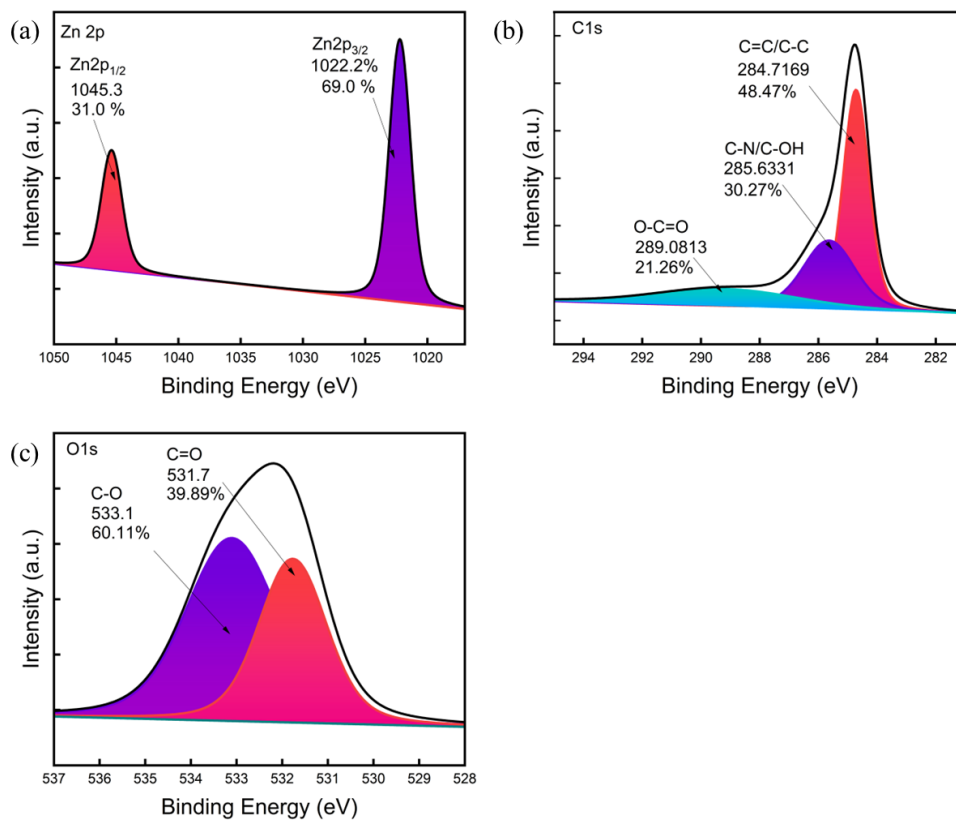 (a)
Zn 2p
Zn2p1/2
1045.3
31.0 %
Zn2p3/2
1022.2%
69.0 %
Intensity (a.u.)
1050 1045 1040 1035 1030 1025 1020
Binding Energy (eV)
(b)
C1s
C=C/C-C
284.7169
48.47%
C-N/C-OH
285.6331
30.27%
O-C=O
289.0813
21.26%
Intensity (a.u.)
294 292 290 288 286 284 282
Binding Energy (eV)
(c)
O1s
C=O
531.7
39.89%
C-O
533.1
60.11%
Intensity (a.u.)
537 536 535 534 533 532 531 530 529 528
Binding Energy (eV)